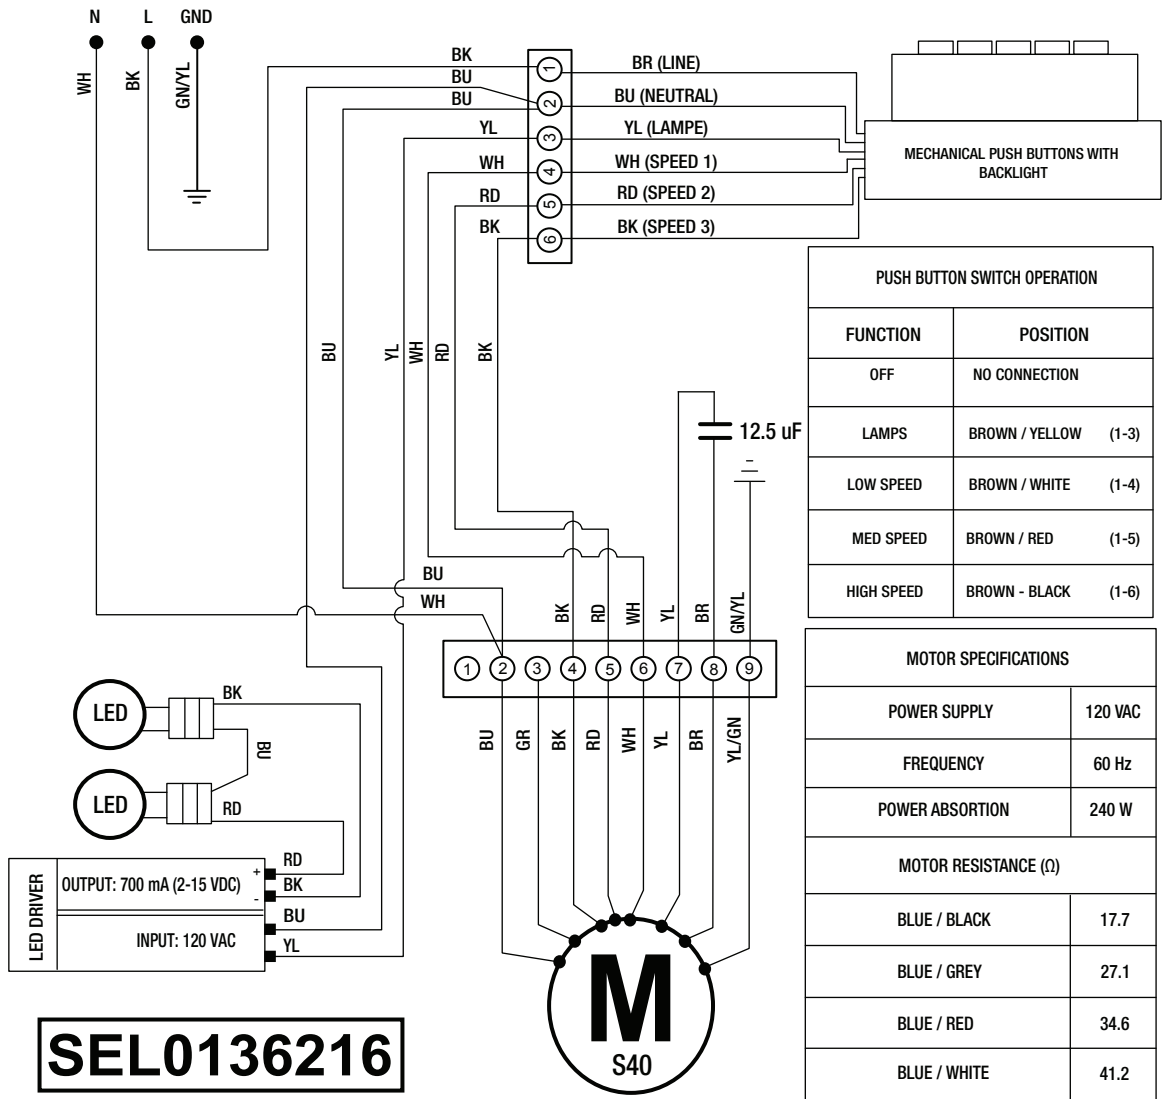 N L GND
WH
BK
GN/YL
BK
BU
BU
YL
WH
RD
BK
1
2
3
4
5
6
BR (LINE)
BU (NEUTRAL)
YL (LAMPE)
WH (SPEED 1)
RD (SPEED 2)
BK (SPEED 3)
MECHANICAL PUSH BUTTONS WITH
BACKLIGHT
PUSH BUTTON SWITCH OPERATION
FUNCTION POSITION
OFF NO CONNECTION
LAMPS BROWN / YELLOW (1-3)
LOW SPEED BROWN / WHITE (1-4)
MED SPEED BROWN / RED (1-5)
HIGH SPEED BROWN - BLACK (1-6)
BU
YL
WH
RD
BK
12.5 uF
BU
WH
BK
RD
WH
YL
BR
GN/YL
1 2 3 4 5 6 7 8 9
BU
GR
BK
RD
WH
YL
BR
YL/GN
MOTOR SPECIFICATIONS
POWER SUPPLY 120 VAC
FREQUENCY 60 Hz
POWER ABSORTION 240 W
MOTOR RESISTANCE (Ω)
BLUE / BLACK 17.7
BLUE / GREY 27.1
BLUE / RED 34.6
BLUE / WHITE 41.2
LED
BK
BU
LED
RD
LED DRIVER
OUTPUT: 700 mA (2-15 VDC)
+
-
INPUT: 120 VAC
RD
BK
BU
YL
M
S40
SEL0136216